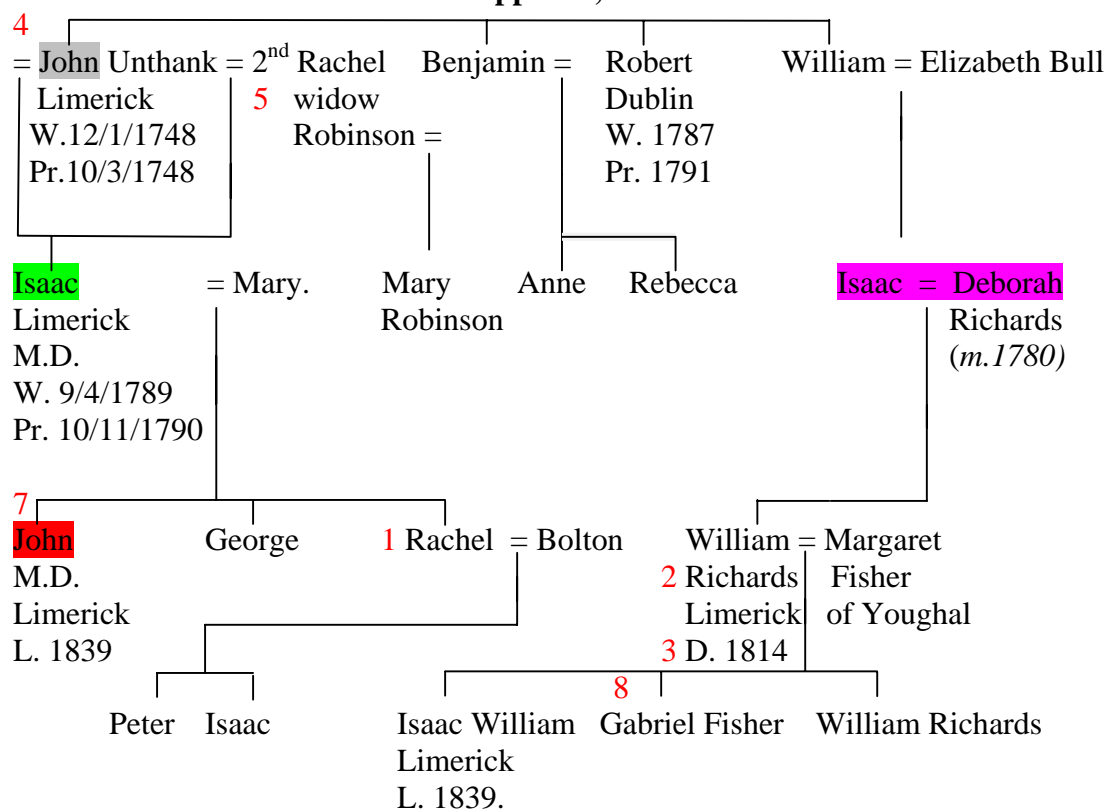 4
= John Unthank = 2nd Rachel Benjamin = Robert William = Elizabeth Bull
Limerick 5 widow Dublin
W.12/1/1748 Robinson = W. 1787
Pr.10/3/1748 Pr. 1791
Isaac = Mary. Mary Anne Rebecca Isaac = Deborah
Limerick Robinson Richards
M.D. (m.1780)
W. 9/4/1789
Pr. 10/11/1790
7
John George 1 Rachel = Bolton William = Margaret
M.D. 2 Richards Fisher
Limerick Limerick of Youghal
L. 1839 3 D. 1814
8
Peter Isaac Isaac William Gabriel Fisher William Richards
Limerick
L. 1839.